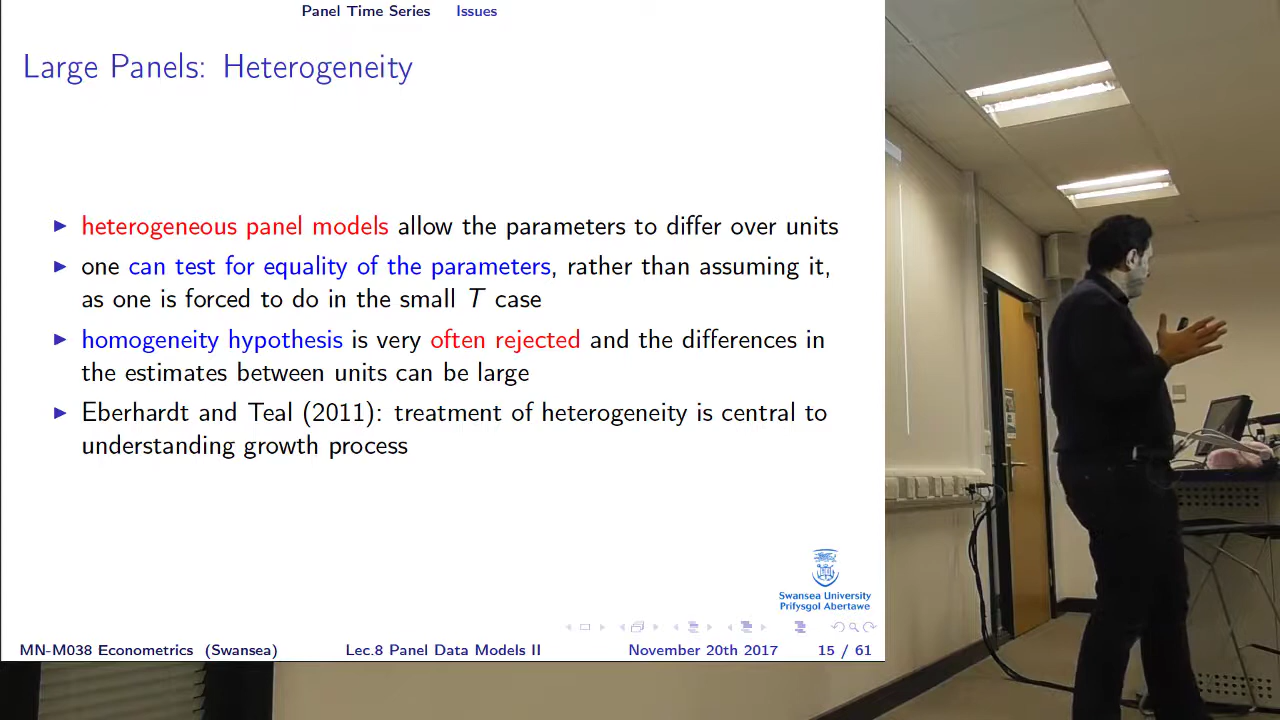 Panel Time Series Issues
Large Panels: Heterogeneity
heterogeneous panel models allow the parameters to differ over units
one can test for equality of the parameters, rather than assuming it,
as one is forced to do in the small T case
homogeneity hypothesis is very often rejected and the differences in
the estimates between units can be large
Eberhardt and Teal (2011): treatment of heterogeneity is central to
understanding growth process
Swansea University
Prifysgol Abertawe
MN-M038 Econometrics (Swansea) Lec.8 Panel Data Models II November 20th 2017 15 / 61